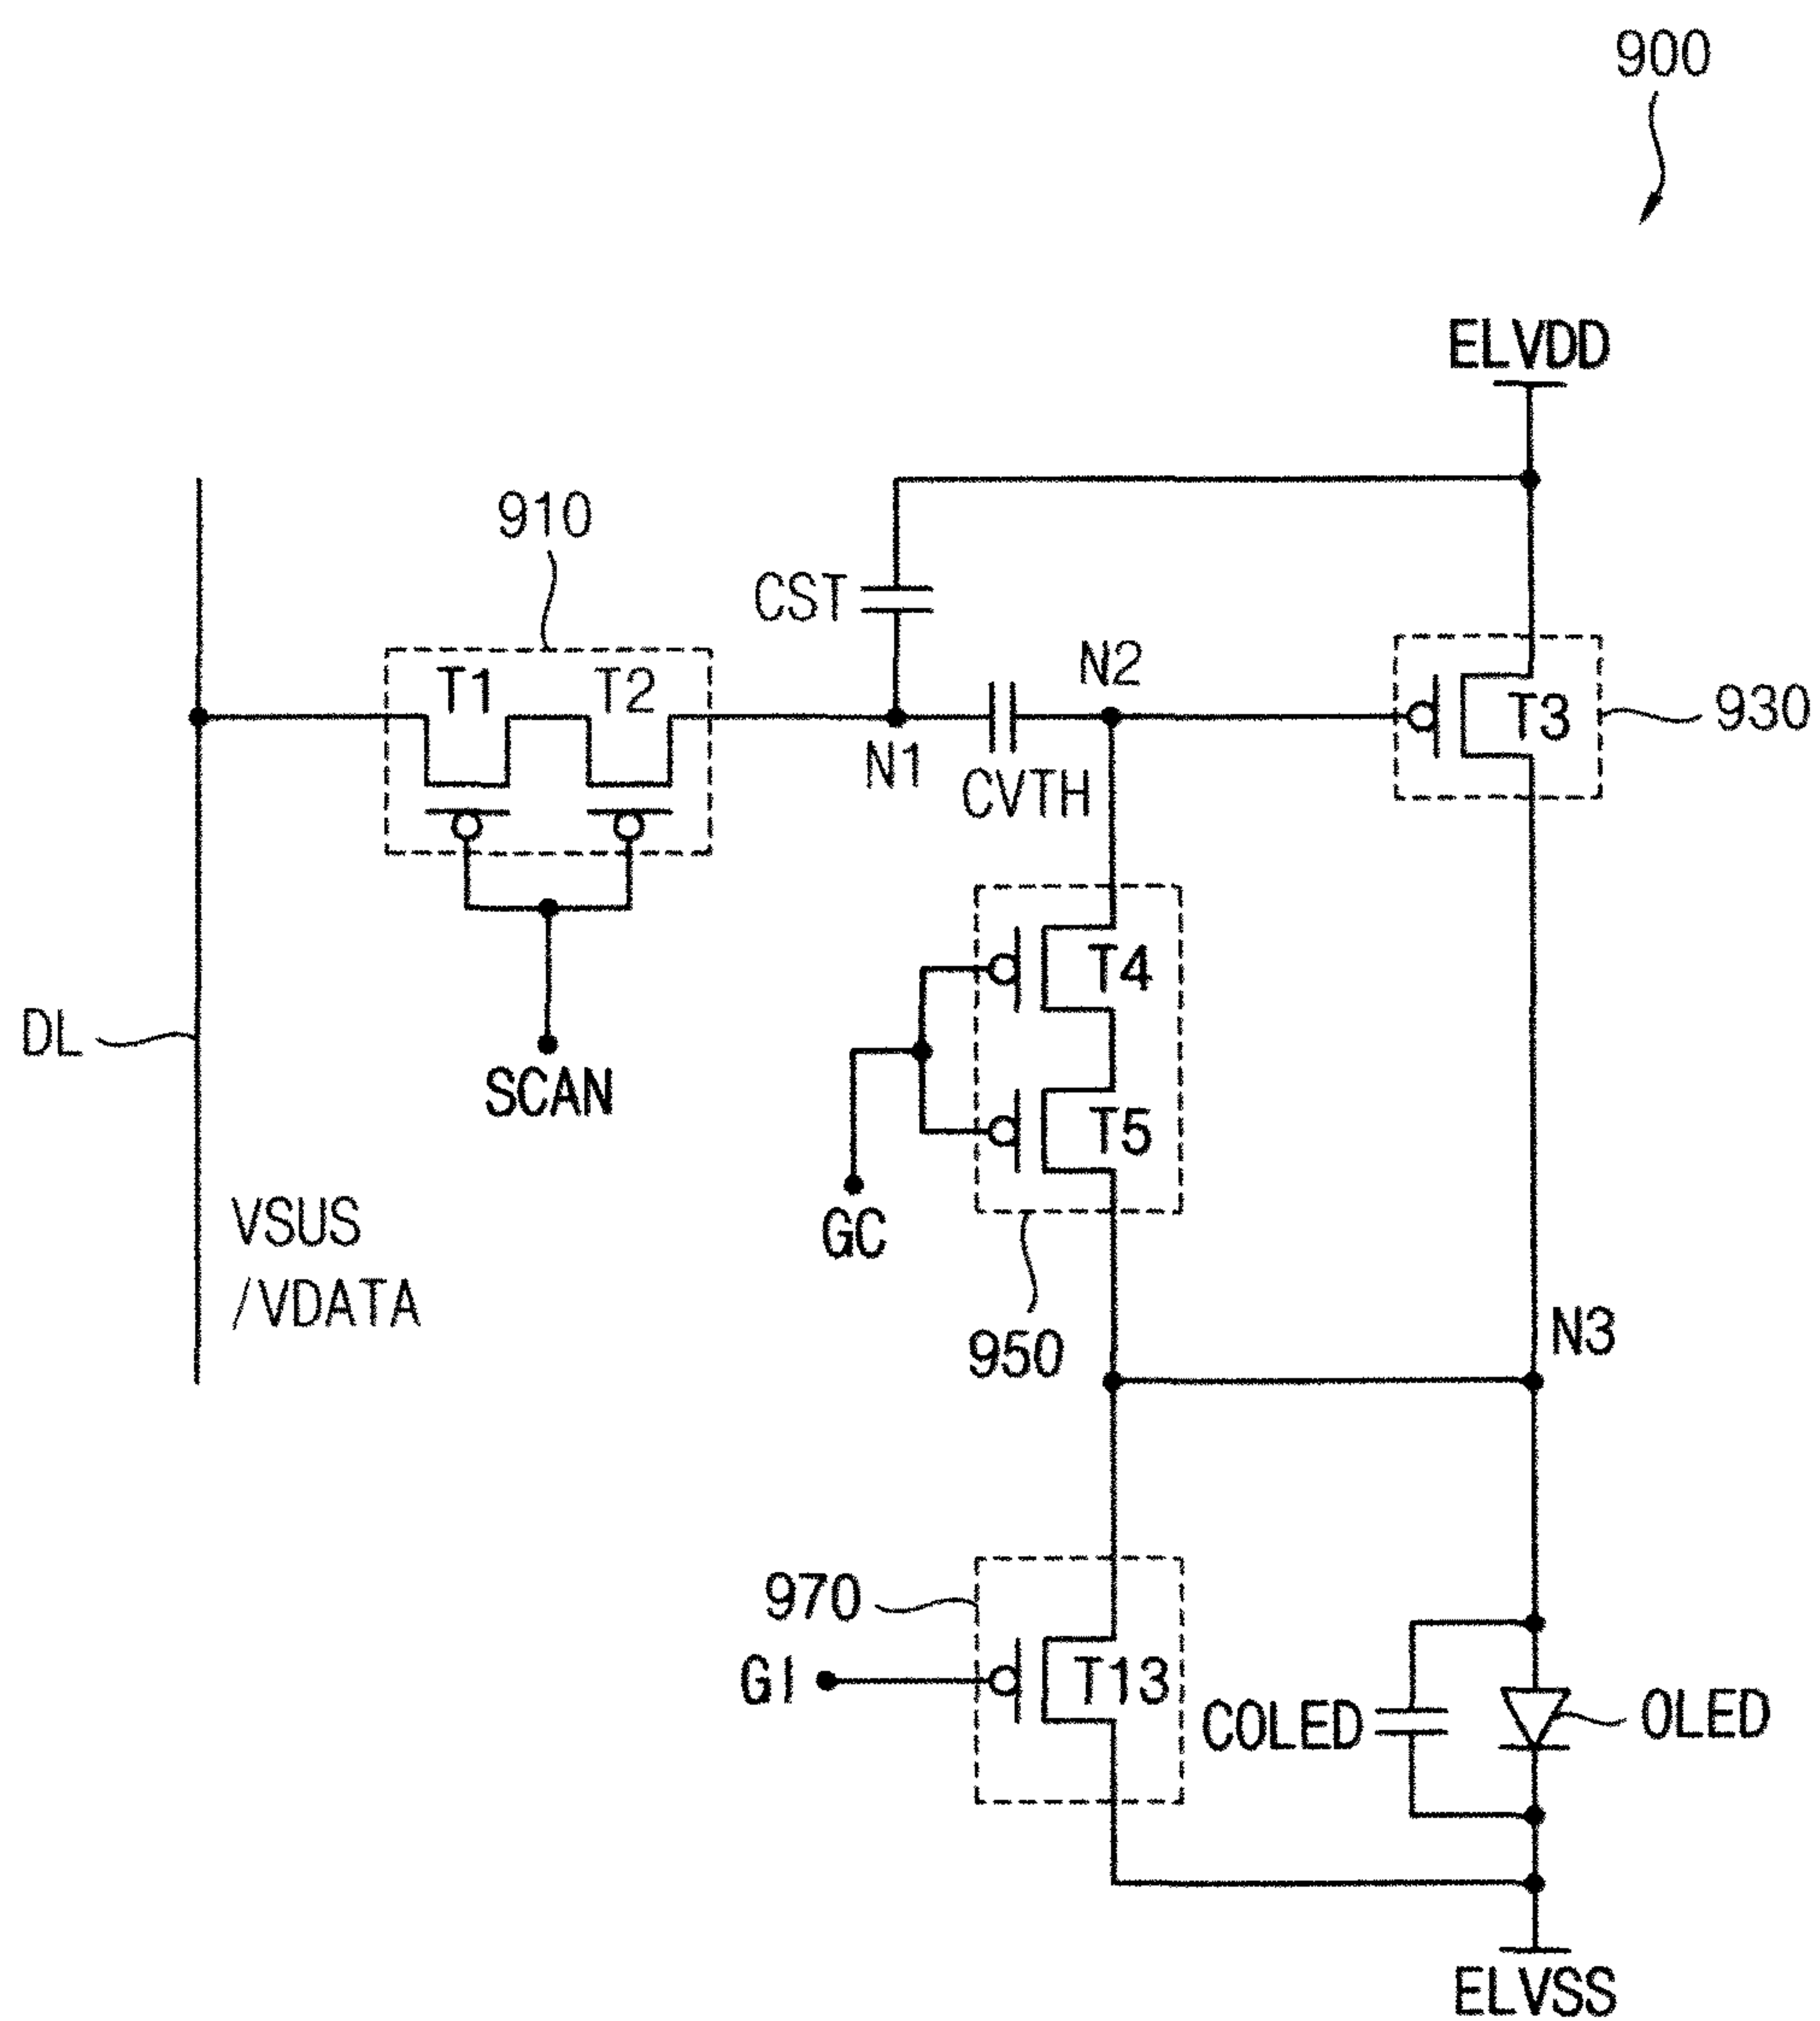 900
ELVDD
910
CST
T1
T2
N2
T3
930
N1
CVTH
T4
DL
SCAN
T5
VSUS
/VDATA
GC
950
N3
970
GI
T13
COLED
OLED
ELVSS